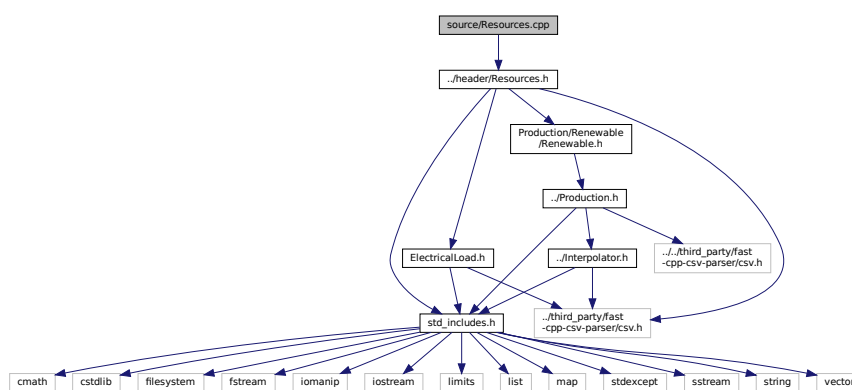 source/Resources.cpp
../header/Resources.h
Production/Renewable
/Renewable.h
../Production.h
ElectricalLoad.h
../Interpolator.h
../../third_party/fast
-cpp-csv-parser/csv.h
../third_party/fast
-cpp-csv-parser/csv.h
std_includes.h
cmath
cstdlib
filesystem
fstream
iomanip
iostream
limits
list
map
stdexcept
sstream
string
vecto